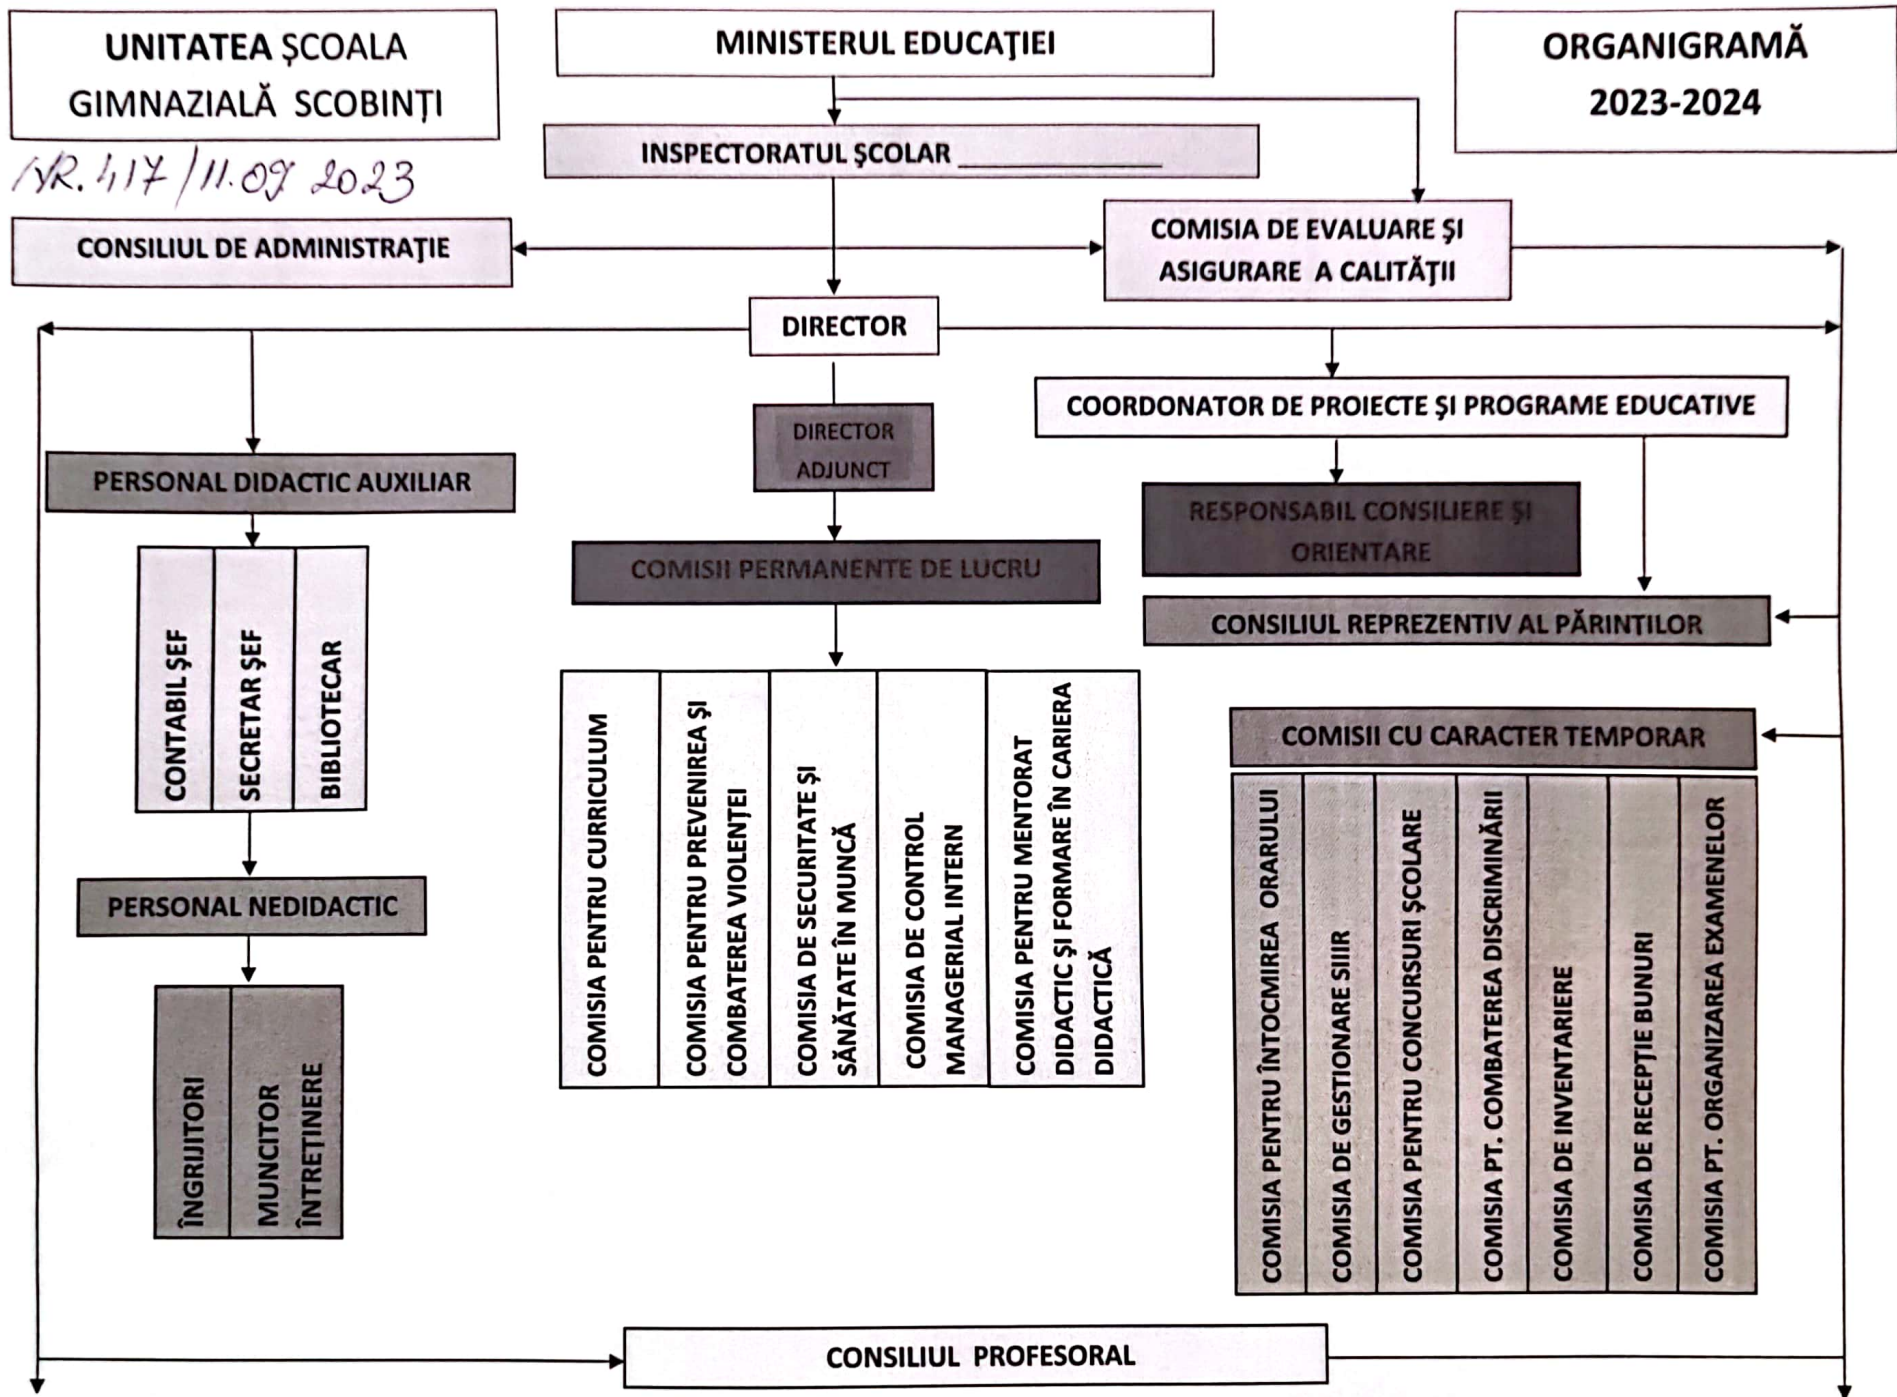 UNITATEA ŞCOALA
GIMNAZIALĂ SCOBINȚI
NR. 417 / 11.09 2023
MINISTERUL EDUCAŢIEI
ORGANIGRAMĂ
2023-2024
INSPECTORATUL ŞCOLAR _______________
CONSILIUL DE ADMINISTRAŢIE
COMISIA DE EVALUARE ŞI
ASIGURARE A CALITĂŢII
DIRECTOR
DIRECTOR
ADJUNCT
COORDONATOR DE PROIECTE ŞI PROGRAME EDUCATIVE
PERSONAL DIDACTIC AUXILIAR
RESPONSABIL CONSILIERE ŞI
ORIENTARE
COMISII PERMANENTE DE LUCRU
CONSILIUL REPREZENTIV AL PĂRINŢILOR
CONTABIL ŞEF
SECRETAR ŞEF
BIBLIOTECAR
PERSONAL NEDIDACTIC
ÎNGRIJITORI
MUNCITOR
ÎNTREŢINERE
COMISIA PENTRU CURRICULUM
COMISIA PENTRU PREVENIREA ŞI
COMBATEREA VIOLENŢEI
COMISIA DE SECURITATE ŞI
SĂNĂTATE ÎN MUNCĂ
COMISIA DE CONTROL
MANAGERIAL INTERN
COMISIA PENTRU MENTORAT
DIDACTIC ŞI FORMARE ÎN CARIERA
DIDACTICĂ
COMISII CU CARACTER TEMPORAR
COMISIA PENTRU ÎNTOCMIREA ORARULUI
COMISIA DE GESTIONARE SIIIR
COMISIA PENTRU CONCURSURI ŞCOLARE
COMISIA PT. COMBATEREA DISCRIMINĂRII
COMISIA DE INVENTARIERE
COMISIA DE RECEPŢIE BUNURI
COMISIA PT. ORGANIZAREA EXAMENELOR
CONSILIUL PROFESORAL